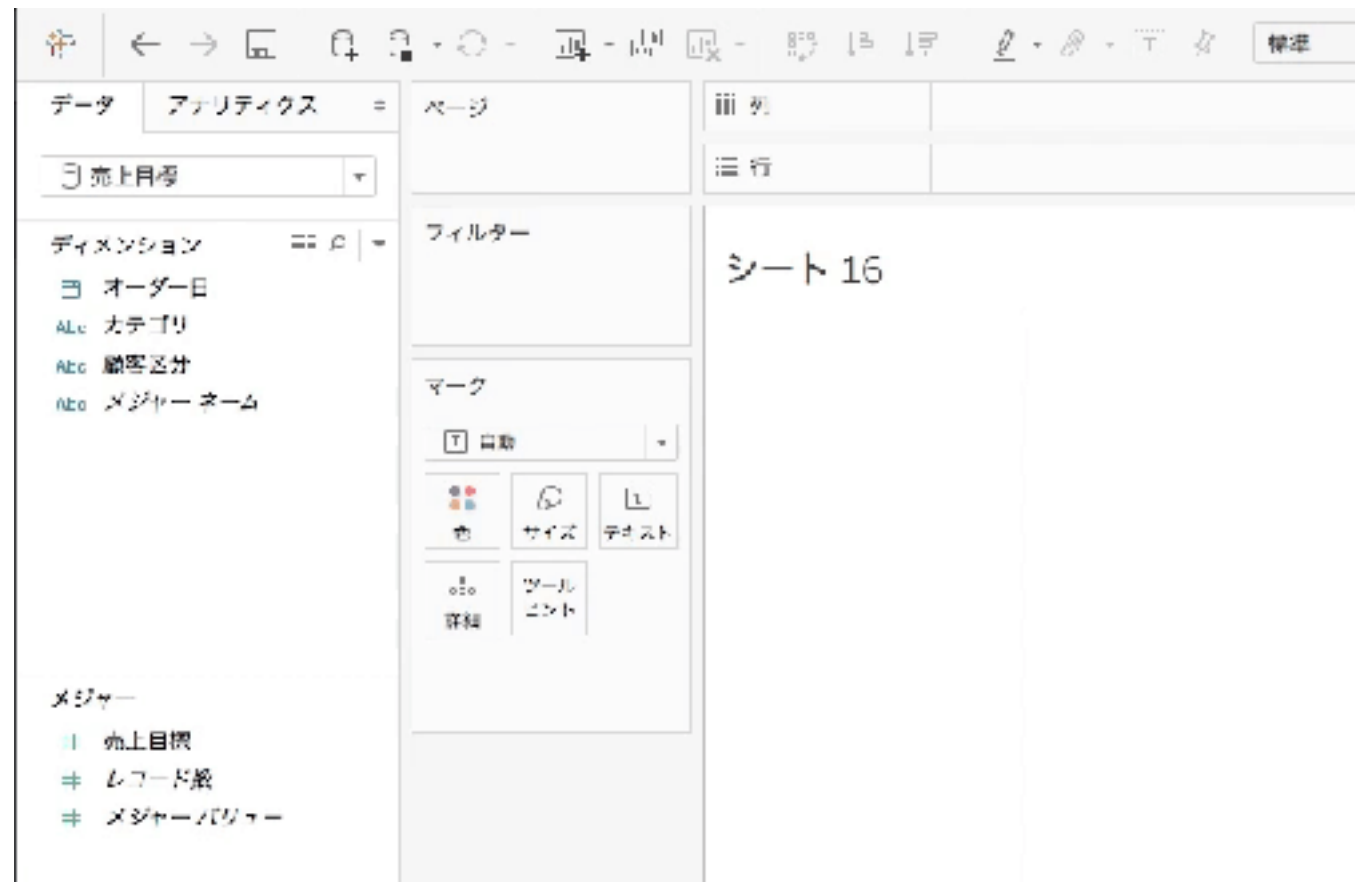 標準
データ
アナリティクス
売上目標
ディメンション
オーダー日
Abc カテゴリ
Abc 顧客区分
Abc メジャー ネーム
メジャー
# 売上目標
# レコード数
# メジャー バリュー
ページ
フィルター
マーク
自動
色
サイズ
テキスト
詳細
ツール
ヒント
列
行
シート 16